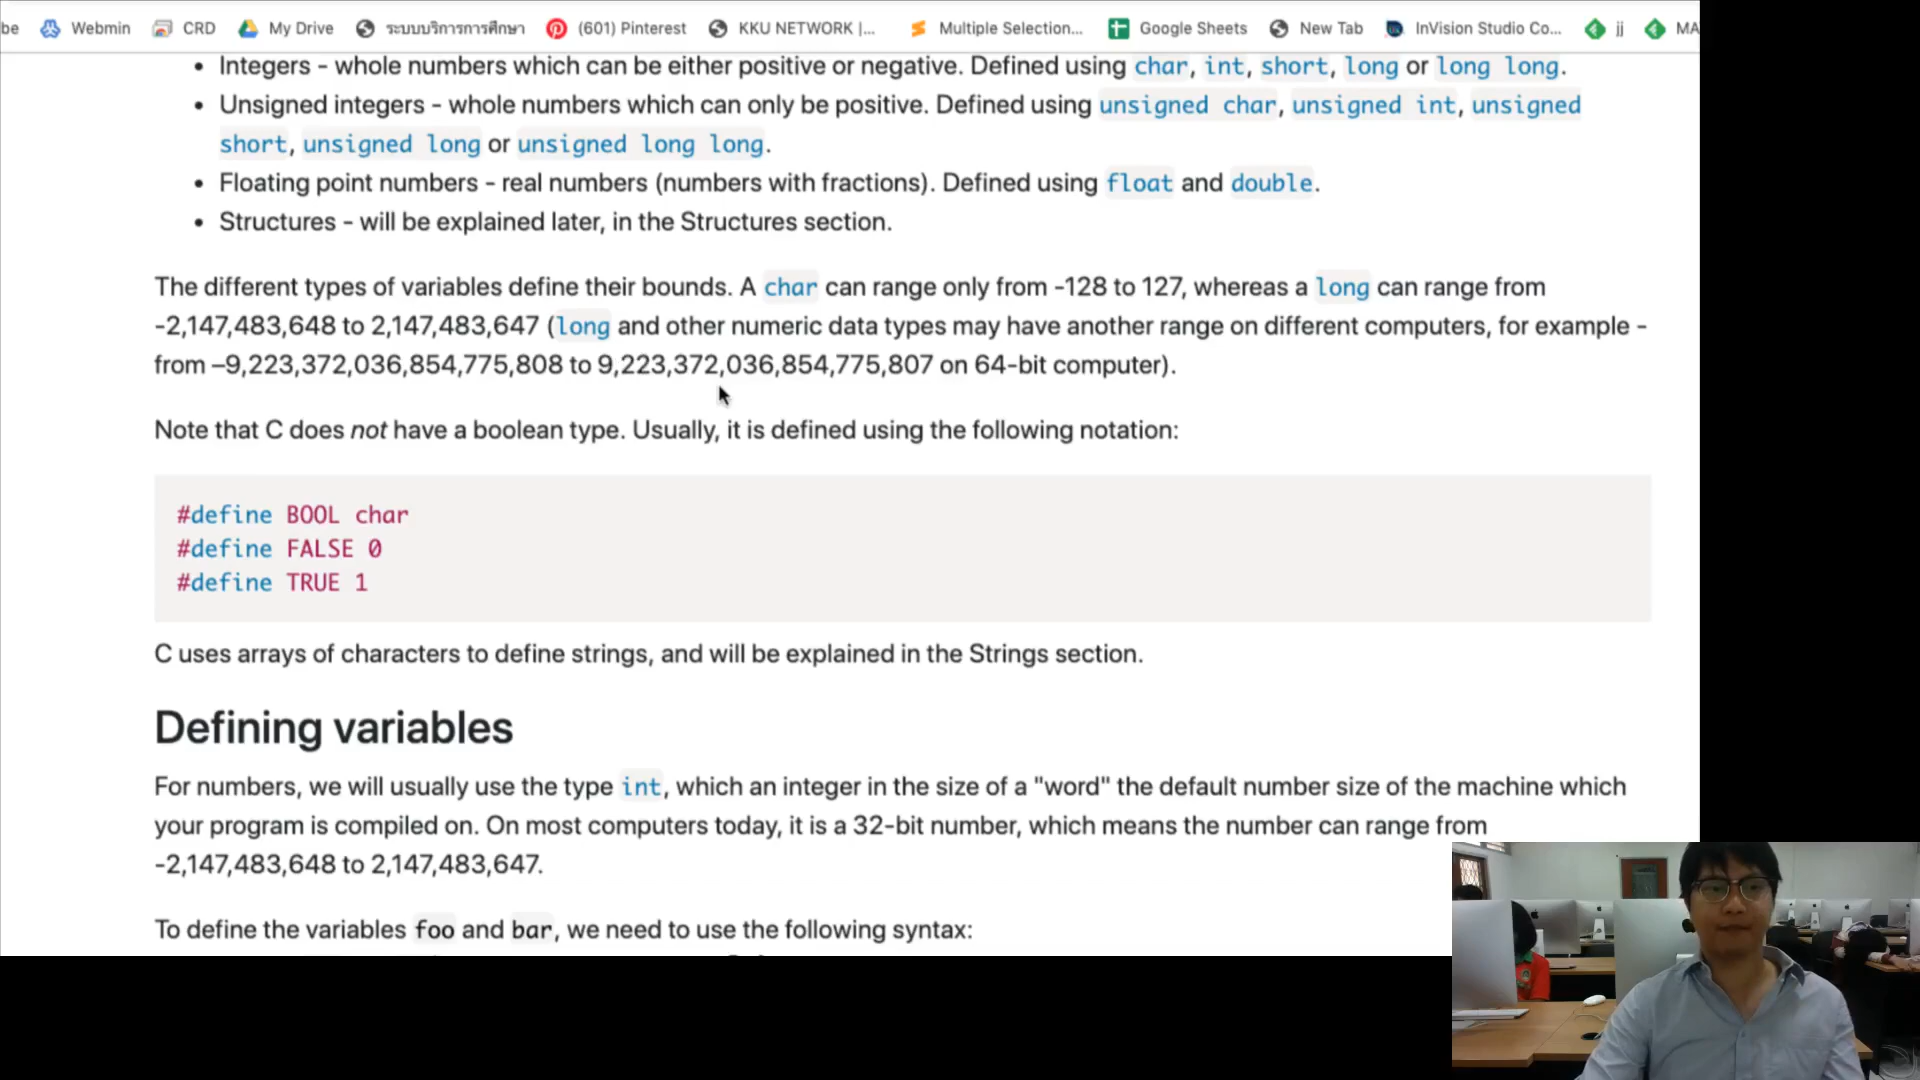 be Webmin CRD My Drive ระบบบริการการศึกษา (601) Pinterest KKU NETWORK |... Multiple Selection... Google Sheets New Tab InVision Studio Co... jj MA
• Integers - whole numbers which can be either positive or negative. Defined using char, int, short, long or long long.
• Unsigned integers - whole numbers which can only be positive. Defined using unsigned char, unsigned int, unsigned
short, unsigned long or unsigned long long.
• Floating point numbers - real numbers (numbers with fractions). Defined using float and double.
• Structures - will be explained later, in the Structures section.
The different types of variables define their bounds. A char can range only from -128 to 127, whereas a long can range from
-2,147,483,648 to 2,147,483,647 (long and other numeric data types may have another range on different computers, for example -
from –9,223,372,036,854,775,808 to 9,223,372,036,854,775,807 on 64-bit computer).
Note that C does not have a boolean type. Usually, it is defined using the following notation:
#define BOOL char
#define FALSE 0
#define TRUE 1
C uses arrays of characters to define strings, and will be explained in the Strings section.
Defining variables
For numbers, we will usually use the type int, which an integer in the size of a "word" the default number size of the machine which
your program is compiled on. On most computers today, it is a 32-bit number, which means the number can range from
-2,147,483,648 to 2,147,483,647.
To define the variables foo and bar, we need to use the following syntax: